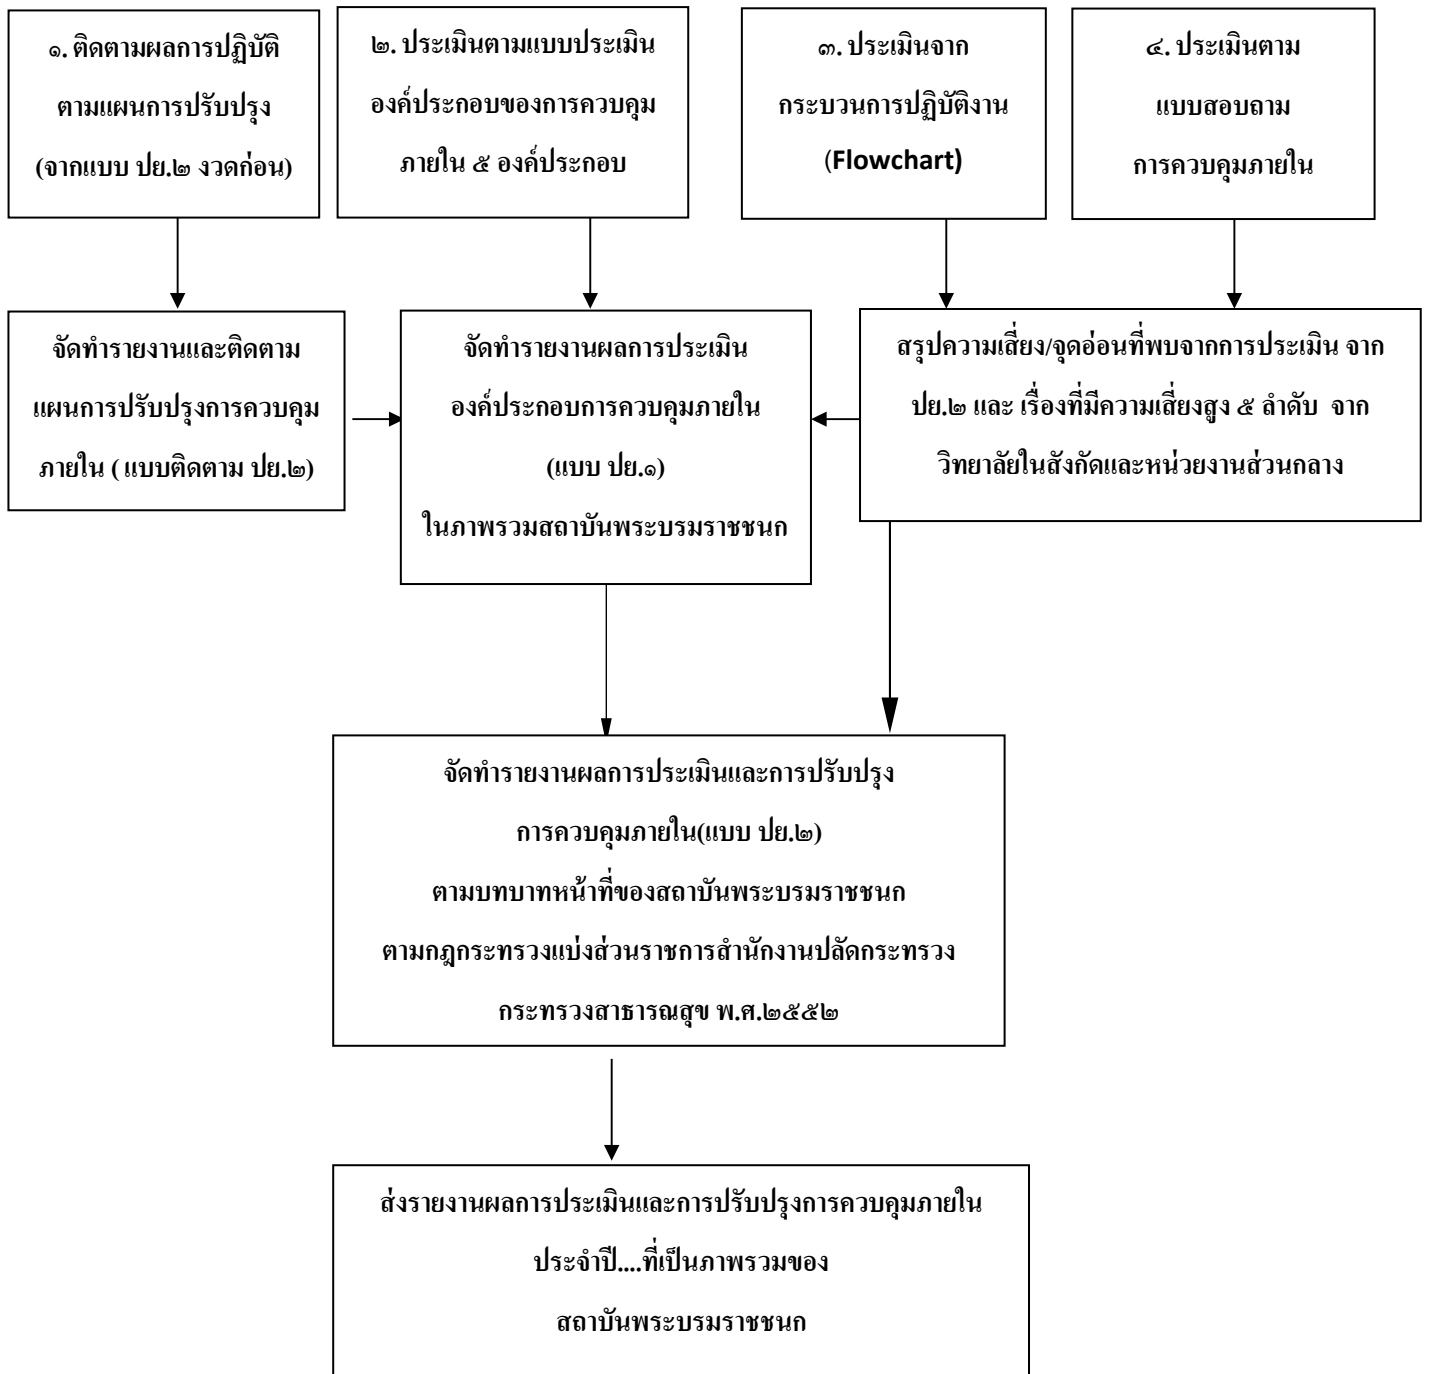 ๑. ติดตามผลการปฏิบัติ
ตามแผนการปรับปรุง
(จากแบบ ปย.๒ งวดก่อน)
๒. ประเมินตามแบบประเมิน
องค์ประกอบของการควบคุม
ภายใน ๕ องค์ประกอบ
๓. ประเมินจาก
กระบวนการปฏิบัติงาน
(Flowchart)
๔. ประเมินตาม
แบบสอบถาม
การควบคุมภายใน
จัดทำรายงานและติดตาม
แผนการปรับปรุงการควบคุม
ภายใน ( แบบติดตาม ปย.๒)
จัดทำรายงานผลการประเมิน
องค์ประกอบการควบคุมภายใน
(แบบ ปย.๑)
ในภาพรวมสถาบันพระบรมราชชนก
สรุปความเสี่ยง/จุดอ่อนที่พบจากการประเมิน จาก
ปย.๒ และ เรื่องที่มีความเสี่ยงสูง ๕ ลำดับ จาก
วิทยาลัยในสังกัดและหน่วยงานส่วนกลาง
จัดทำรายงานผลการประเมินและการปรับปรุง
การควบคุมภายใน(แบบ ปย.๒)
ตามบทบาทหน้าที่ของสถาบันพระบรมราชชนก
ตามกฎกระทรวงแบ่งส่วนราชการสำนักงานปลัดกระทรวง
กระทรวงสาธารณสุข พ.ศ.๒๕๕๒
ส่งรายงานผลการประเมินและการปรับปรุงการควบคุมภายใน
ประจำปี....ที่เป็นภาพรวมของ
สถาบันพระบรมราชชนก